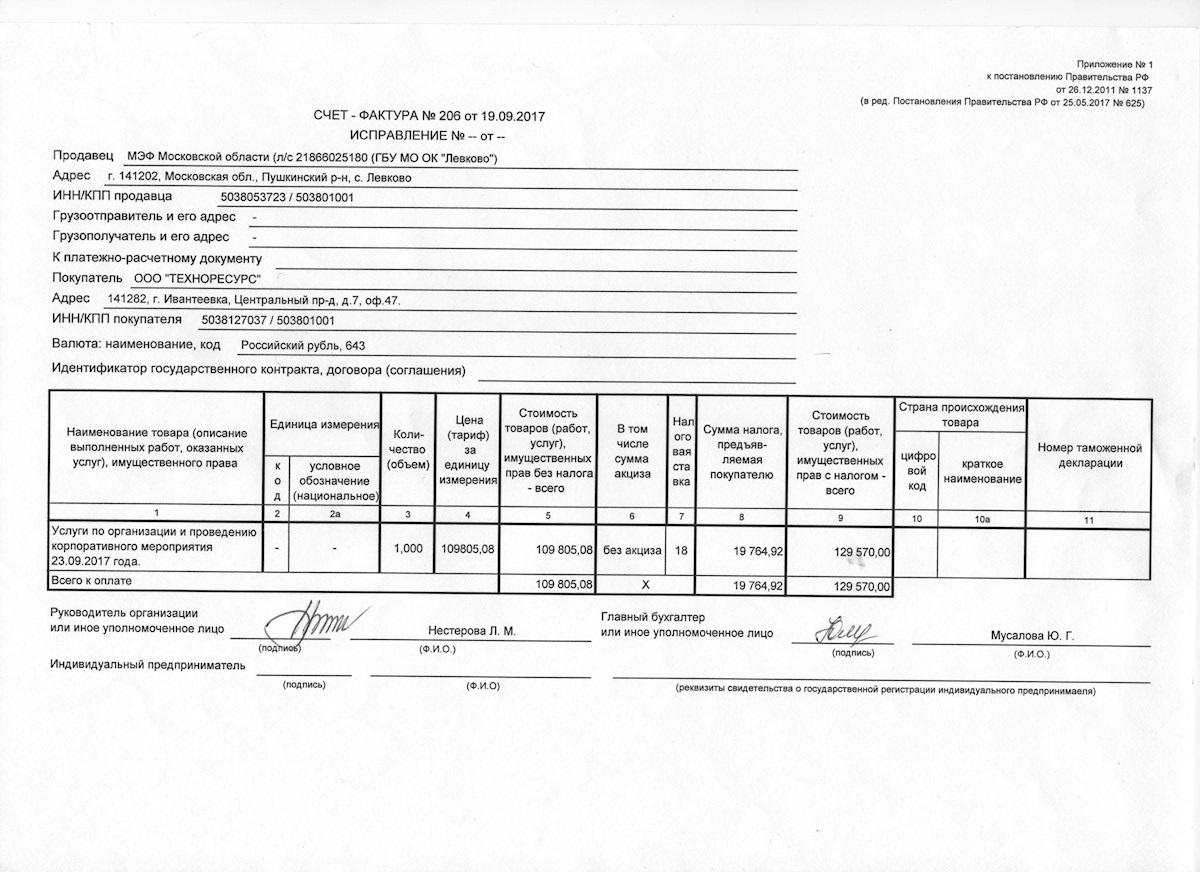 Приложение № 1
к постановлению Правительства РФ
от 26.12.2011 № 1137
(в ред. Постановления Правительства РФ от 25.05.2017 № 625)
СЧЕТ - ФАКТУРА № 206 от 19.09.2017
ИСПРАВЛЕНИЕ № -- от --
Продавец МЭФ Московской области (л/с 21866025180 (ГБУ МО ОК "Левково")
Адрес г. 141202, Московская обл., Пушкинский р-н, с. Левково
ИНН/КПП продавца 5038053723 / 503801001
Грузоотправитель и его адрес -
Грузополучатель и его адрес -
К платежно-расчетному документу
Покупатель ООО "ТЕХНОРЕСУРС"
Адрес 141282, г. Ивантеевка, Центральный пр-д, д.7, оф.47.
ИНН/КПП покупателя 5038127037 / 503801001
Валюта: наименование, код Российский рубль, 643
Идентификатор государственного контракта, договора (соглашения)
Наименование товара (описание
выполненных работ, оказанных
услуг), имущественного права
Единица измерения
к
о
д
условное
обозначение
(национальное)
Коли-
чество
(объем)
Цена
(тариф)
за
единицу
измерения
Стоимость
товаров (работ,
услуг),
имущественных
прав без налога
- всего
В том
числе
сумма
акциза
Нал
ого
вая
ста
вка
Сумма налога,
предъяв-
ляемая
покупателю
Стоимость
товаров (работ,
услуг),
имущественных
прав с налогом -
всего
Страна происхождения
товара
цифро
вой
код
краткое
наименование
Номер таможенной
декларации
1 2 2а 3 4 5 6 7 8 9 10 10а 11
Услуги по организации и проведению
корпоративного мероприятия
23.09.2017 года.
- - 1,000 109805,08 109 805,08 без акциза 18 19 764,92 129 570,00
Всего к оплате 109 805,08 Х 19 764,92 129 570,00
Руководитель организации
или иное уполномоченное лицо Нестерова Л. М.
(подпись) (Ф.И.О.)
Главный бухгалтер
или иное уполномоченное лицо Мусалова Ю. Г.
(подпись) (Ф.И.О.)
Индивидуальный предприниматель
(подпись) (Ф.И.О)
(реквизиты свидетельства о государственной регистрации индивидуального предпринимаеля)